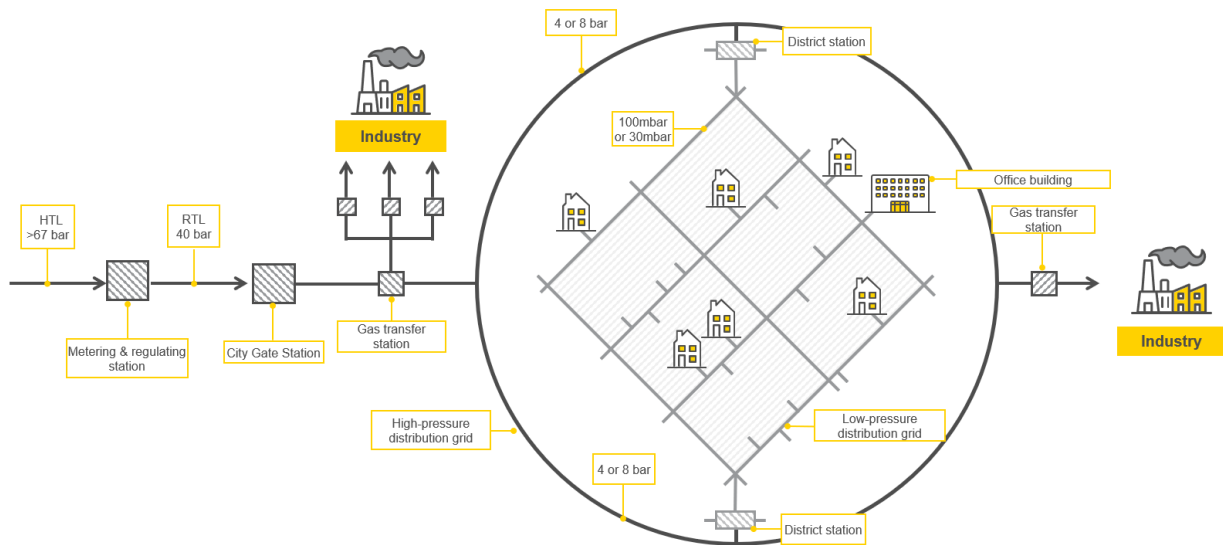 4 or 8 bar
District station
Industry
100mbar
or 30mbar
Office building
HTL
>67 bar
RTL
40 bar
Gas transfer
station
Metering & regulating
station
City Gate Station
Gas transfer
station
Industry
High-pressure
distribution grid
Low-pressure
distribution grid
4 or 8 bar
District station